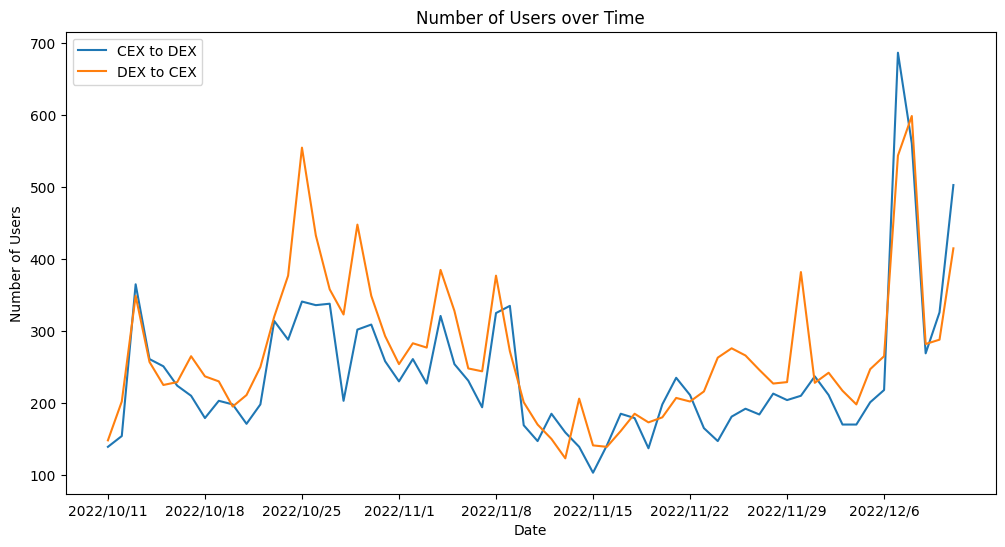 Number of Users over Time
CEX to DEX
DEX to CEX
Number of Users
700
600
500
400
300
200
100
2022/10/11 2022/10/18 2022/10/25 2022/11/1 2022/11/8 2022/11/15 2022/11/22 2022/11/29 2022/12/6
Date